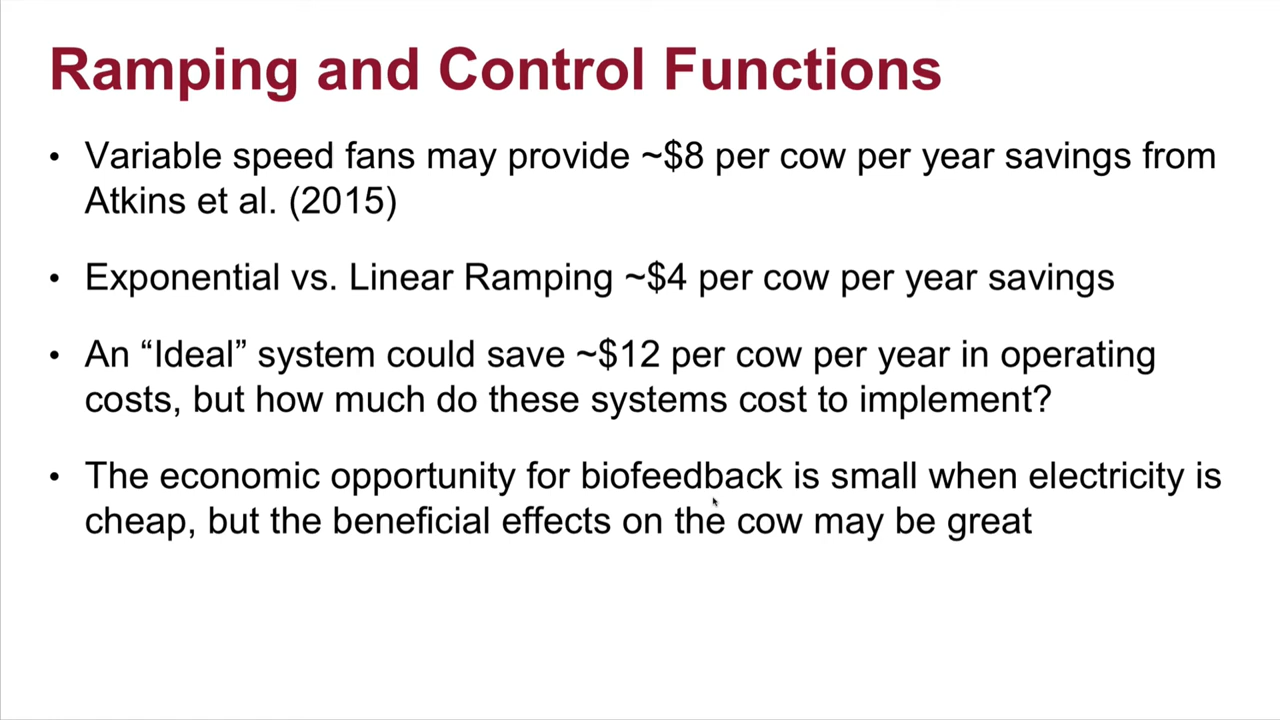 Ramping and Control Functions
• Variable speed fans may provide ~$8 per cow per year savings from
Atkins et al. (2015)
• Exponential vs. Linear Ramping ~$4 per cow per year savings
• An “Ideal” system could save ~$12 per cow per year in operating
costs, but how much do these systems cost to implement?
• The economic opportunity for biofeedback is small when electricity is
cheap, but the beneficial effects on the cow may be great